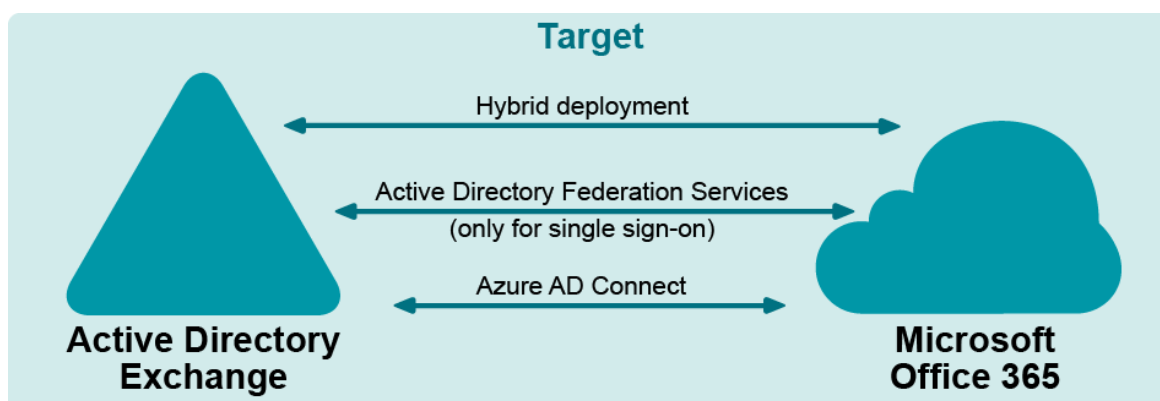 Target
Hybrid deployment
Active Directory Federation Services
(only for single sign-on)
Azure AD Connect
Active Directory
Exchange
Microsoft
Office 365